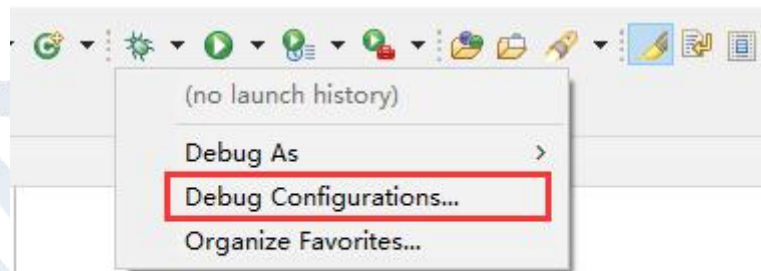 (no launch history)
Debug As
Debug Configurations...
Organize Favorites...